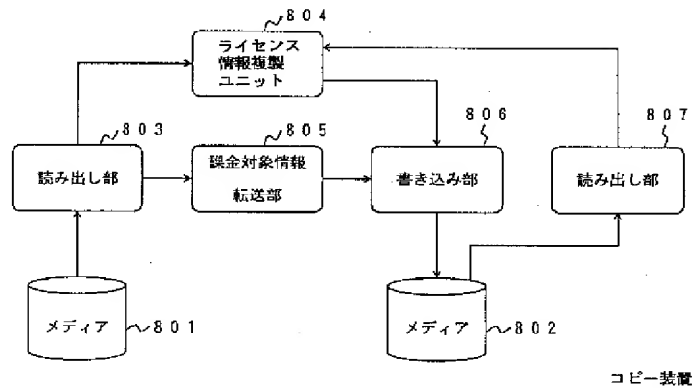 804
ライセンス
情報複製
ユニット
803
805
806
807
読み出し部
課金対象情報
転送部
書き込み部
読み出し部
メディア
801
メディア
802
コピー装置